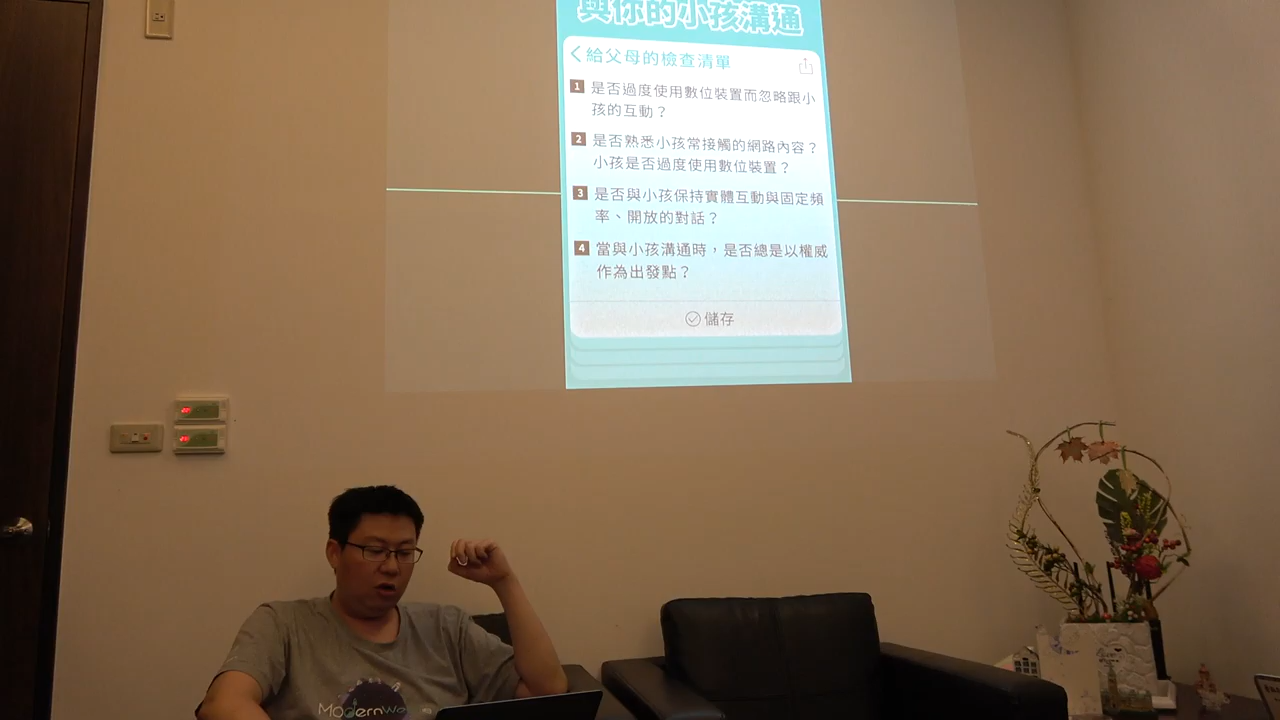 與你的小孩溝通
給父母的檢查清單
1 是否過度使用數位裝置而忽略跟小
孩的互動？
2 是否熟悉小孩常接觸的網路內容？
小孩是否過度使用數位裝置？
3 是否與小孩保持實體互動與固定頻
率、開放的對話？
4 當與小孩溝通時，是否總是以權威
作為出發點？
儲存